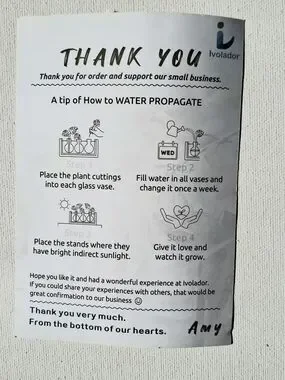 THANK YOU
Ivolador
Thank you for order and support our small business.
A tip of How to WATER PROPAGATE
WED
Step 1
Step 2
Place the plant cuttings
into each glass vase.
Fill water in all vases and
change it once a week.
Step 3
Step 4
Place the stands where they
have bright indirect sunlight.
Give it love and
watch it grow.
Hope you like it and had a wonderful experience at Ivolador.
If you could share your experiences with others, that would be
great confirmation to our business ☺
Thank you very much.
From the bottom of our hearts.
Amy